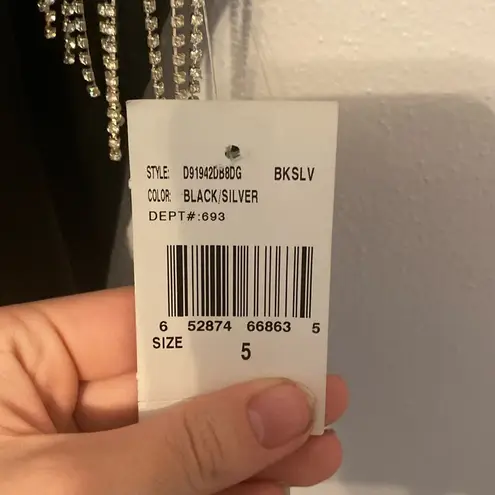 STYLE: D91942DB8DG BKSLV
COLOR: BLACK/SILVER
DEPT#:693
6 52874 66863 5
SIZE 5